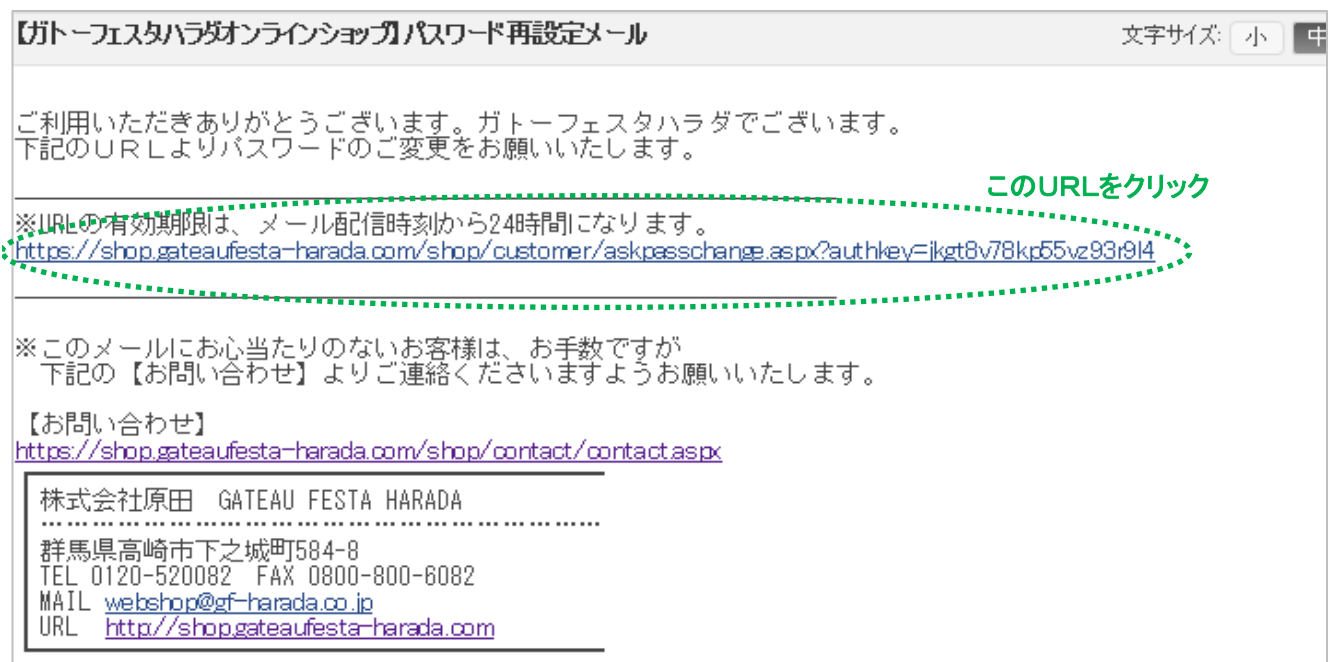 【ガトーフェスタハラダオンラインショップ】パスワード再設定メール
文字サイズ: 小 中
ご利用いただきありがとうございます。ガトーフェスタハラダでございます。
下記のＵＲＬよりパスワードのご変更をお願いいたします。
このURLをクリック
※URLの有効期限は、メール配信時刻から24時間になります。
https://shop.gateaufesta-harada.com/shop/customer/askpasschange.aspx?authkey=jkgt8v78kp55vz93r9l4
※このメールにお心当たりのないお客様は、お手数ですが
下記の【お問い合わせ】よりご連絡くださいますようお願いいたします。
【お問い合わせ】
https://shop.gateaufesta-harada.com/shop/contact/contact.aspx
株式会社原田 GATEAU FESTA HARADA
群馬県高崎市下之城町584-8
TEL 0120-520082 FAX 0800-800-6082
MAIL webshop@gf-harada.co.jp
URL http://shop.gateaufesta-harada.com